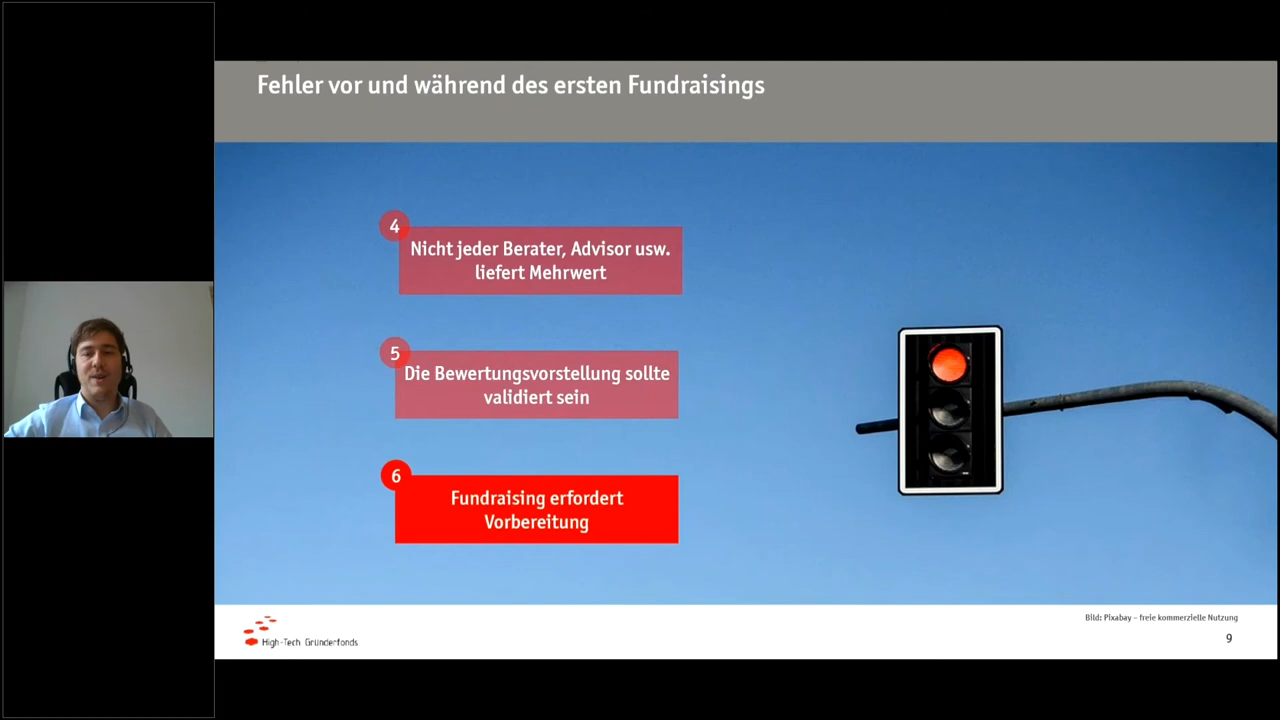 Fehler vor und während des ersten Fundraisings
4
Nicht jeder Berater, Advisor usw.
liefert Mehrwert
5
Die Bewertungsvorstellung sollte
validiert sein
6
Fundraising erfordert
Vorbereitung
High-Tech Gründerfonds
Bild: Pixabay – freie kommerzielle Nutzung
9